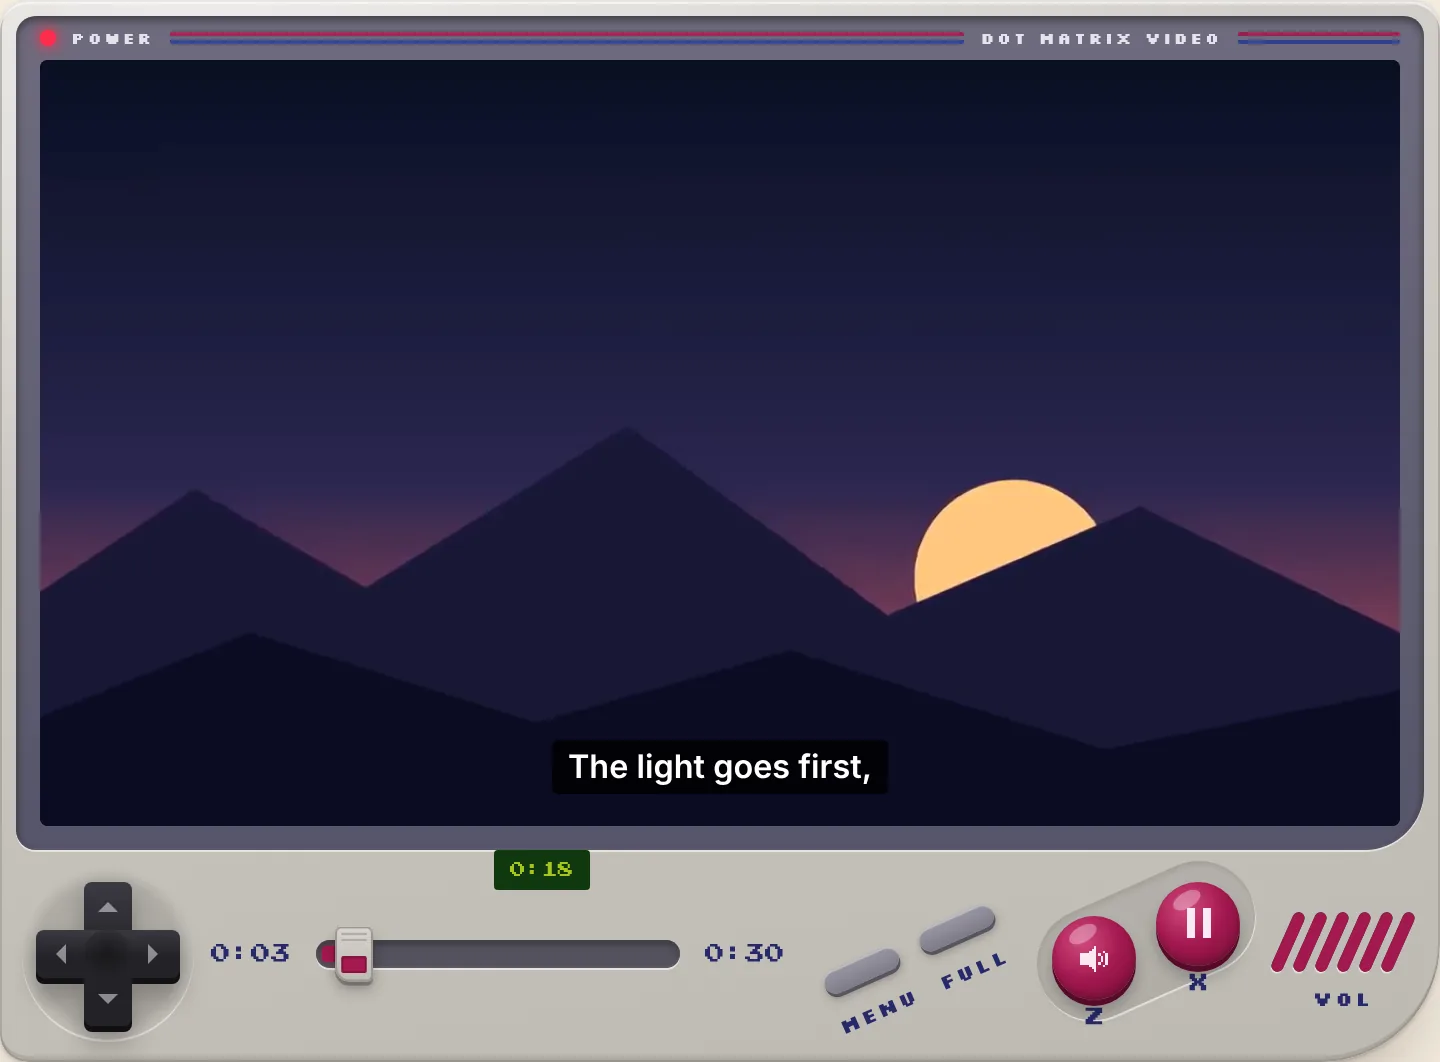 POWER
DOT MATRIX VIDEO
The light goes first,
0:18
0:03
0:30
MENU
FULL
Z
X
VOL